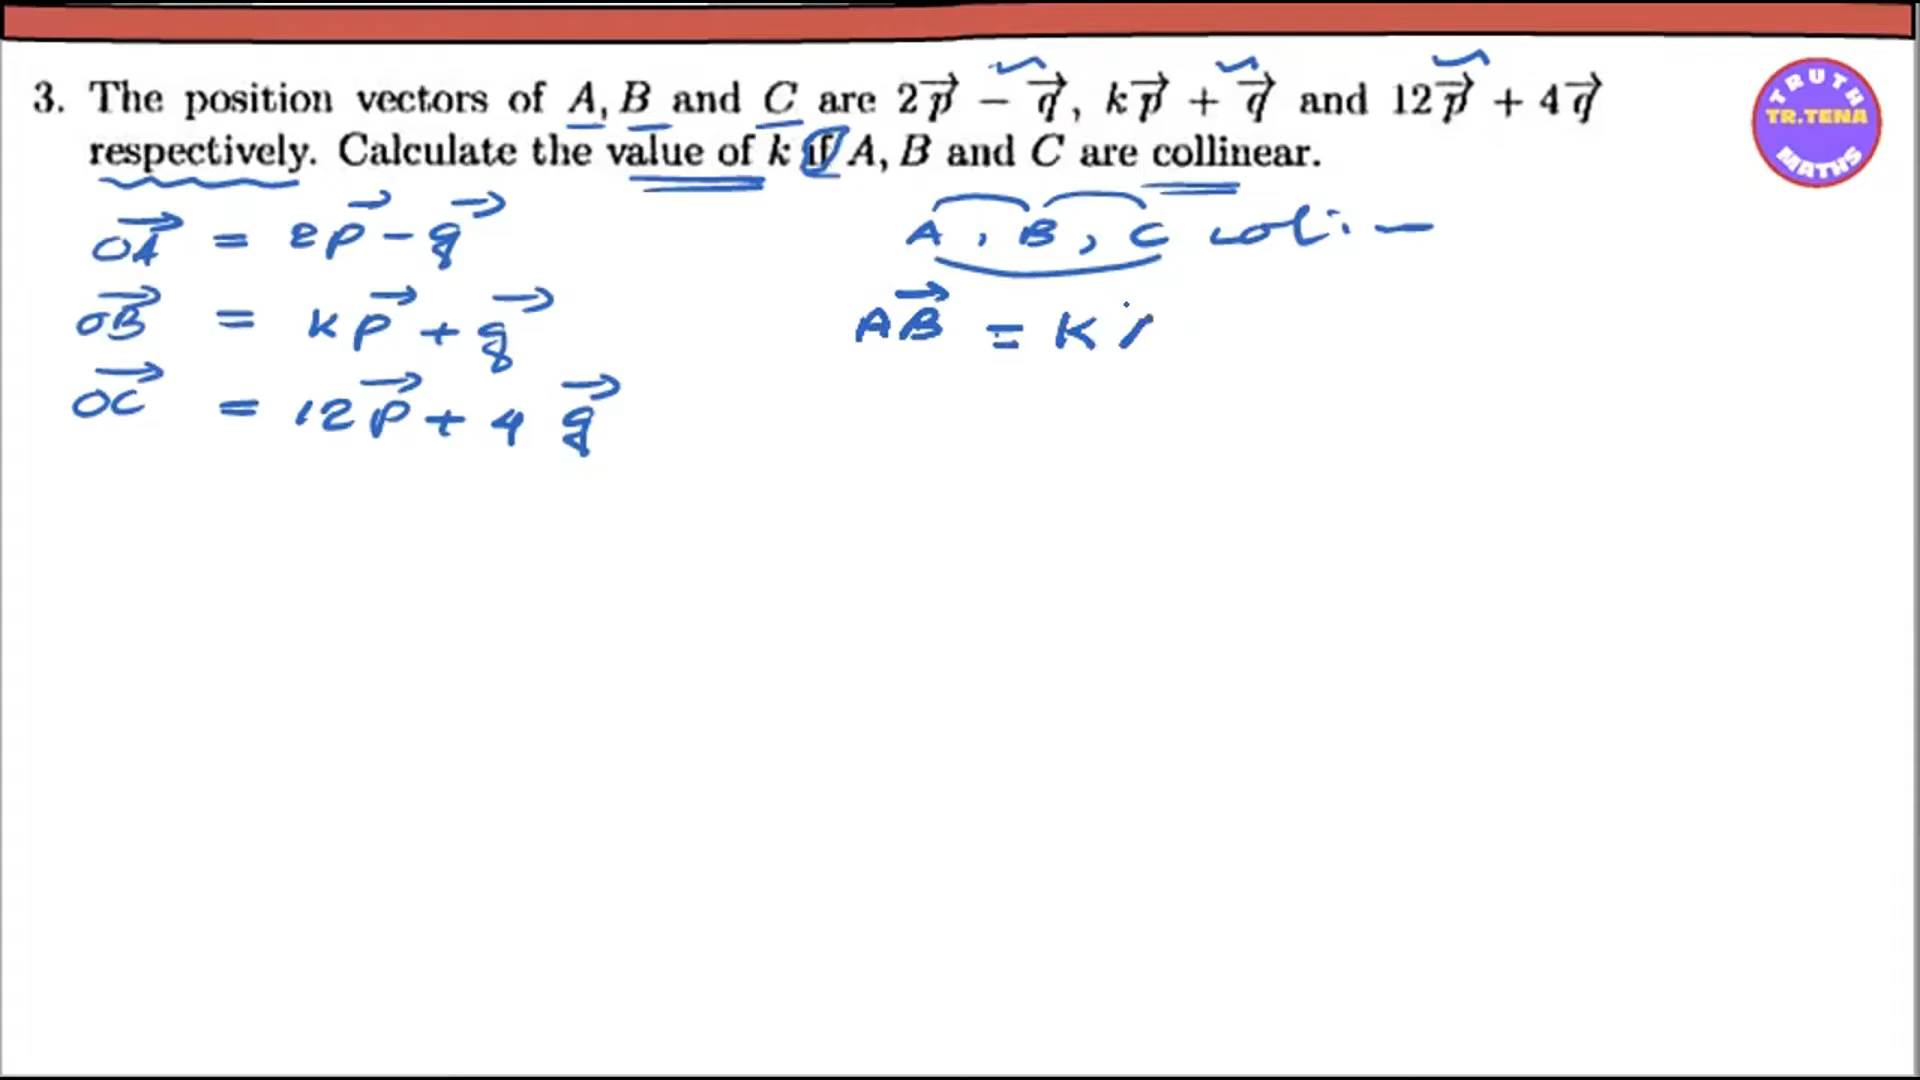 3. The position vectors of A, B and C are 2p⃗ − q⃗, kp⃗ + q⃗ and 12p⃗ + 4q⃗
respectively. Calculate the value of k if A, B and C are collinear.
TRUTH
TR.TENA
MATHS
OA⃗ = 2p⃗ − q⃗
OB⃗ = kp⃗ + q⃗
OC⃗ = 12p⃗ + 4q⃗
A, B, C
AB⃗ = K